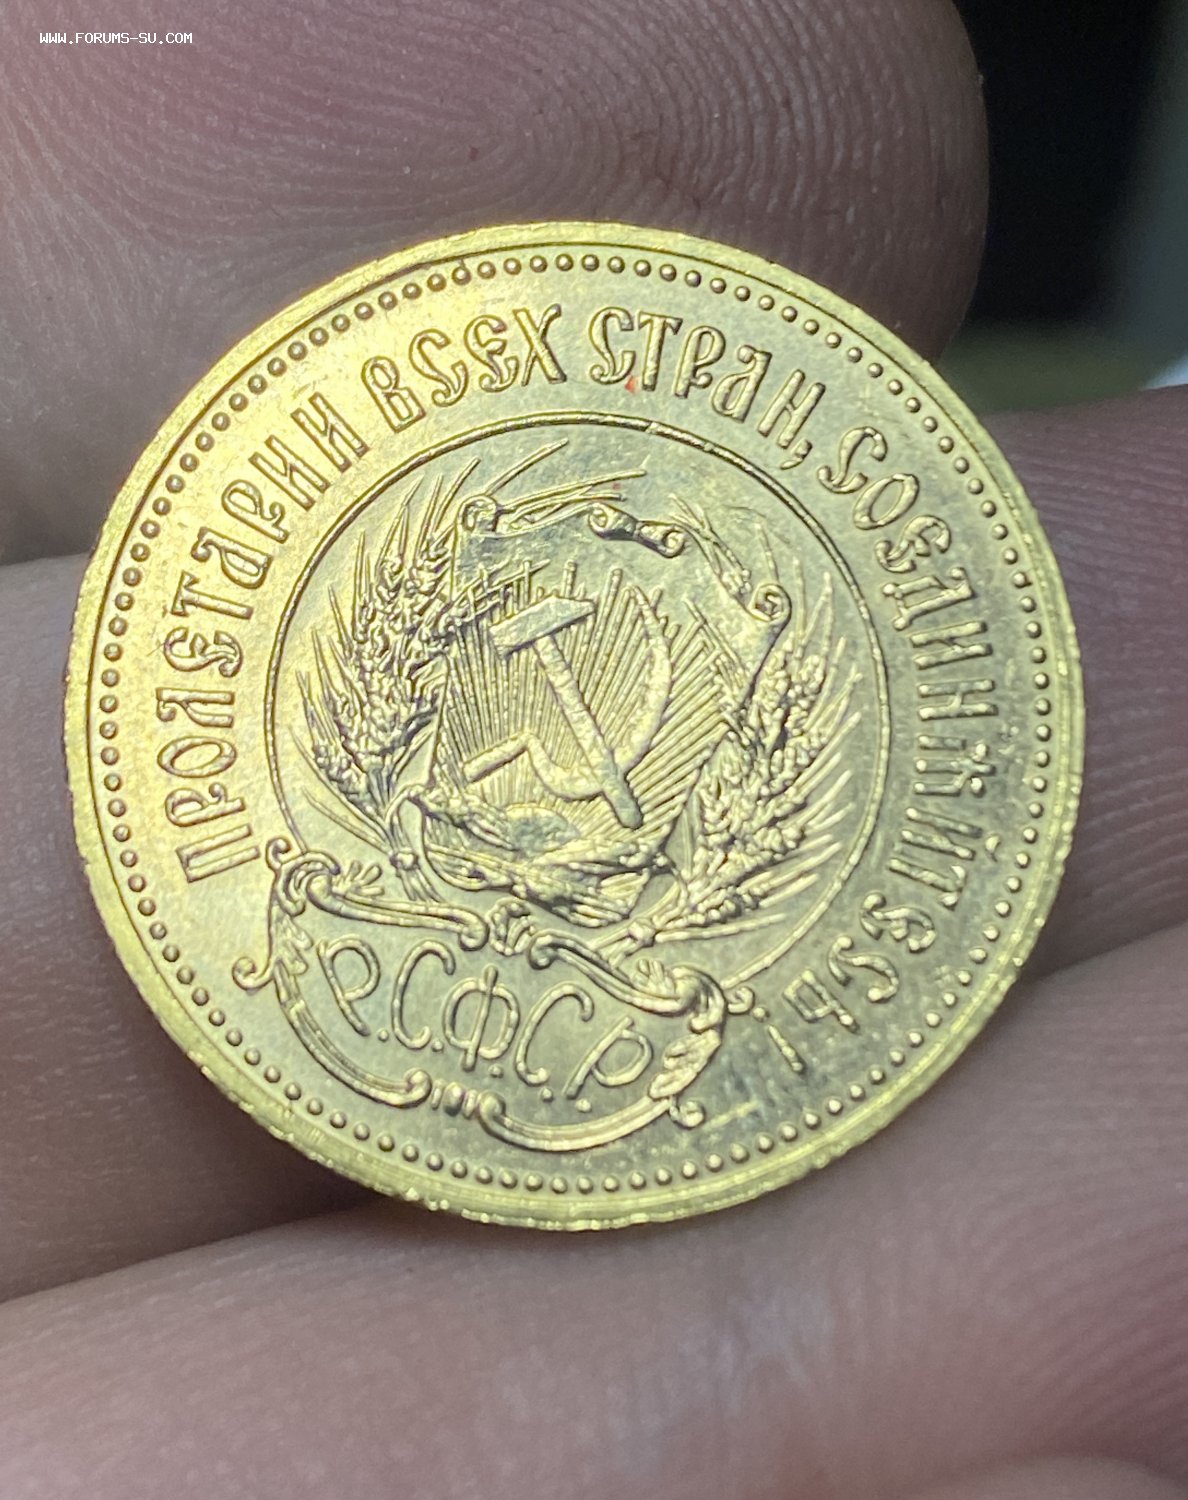 WWW.FORUMS-SU.COM
ПРОЛЕТАРИИ ВСЕХ СТРАН, СОЕДИНЯЙТЕСЬ!
Р.С.Ф.С.Р.